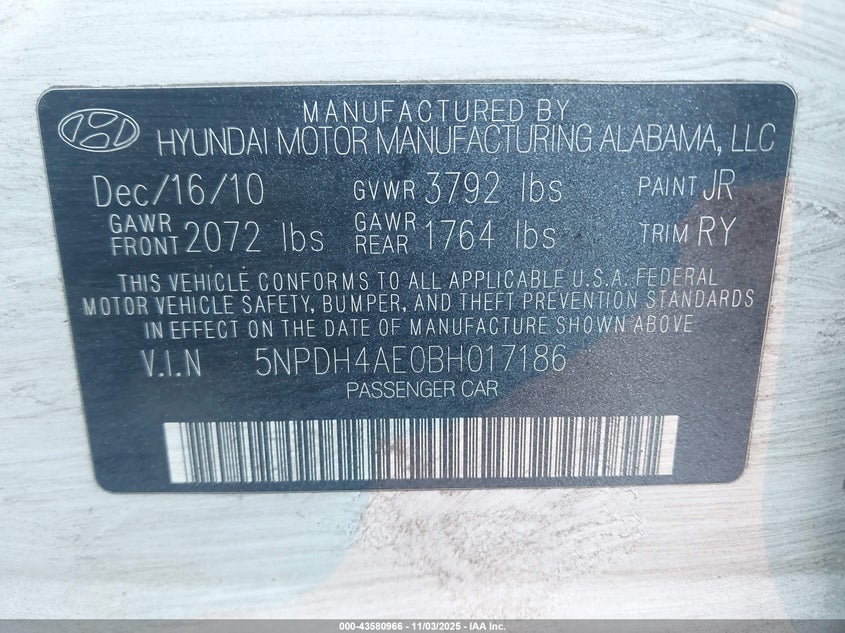 MANUFACTURED BY
HYUNDAI MOTOR MANUFACTURING ALABAMA, LLC
Dec/16/10 GVWR 3792 lbs PAINT JR
GAWR FRONT 2072 lbs GAWR REAR 1764 lbs TRIM RY
THIS VEHICLE CONFORMS TO ALL APPLICABLE U.S.A. FEDERAL
MOTOR VEHICLE SAFETY, BUMPER, AND THEFT PREVENTION STANDARDS
IN EFFECT ON THE DATE OF MANUFACTURE SHOWN ABOVE.
V.I.N 5NPDH4AE0BH017186
PASSENGER CAR
000-43580966 - 11/03/2025 - IAA Inc.